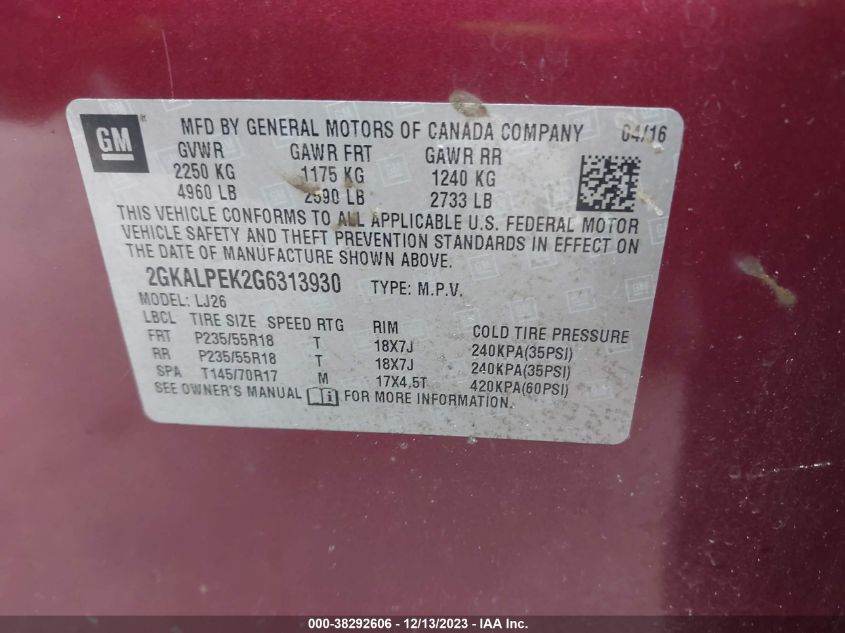 GM
MFD BY GENERAL MOTORS OF CANADA COMPANY 04/16
GVWR GAWR FRT GAWR RR
2250 KG 1175 KG 1240 KG
4960 LB 2590 LB 2733 LB
THIS VEHICLE CONFORMS TO ALL APPLICABLE U.S. FEDERAL MOTOR
VEHICLE SAFETY AND THEFT PREVENTION STANDARDS IN EFFECT ON
THE DATE OF MANUFACTURE SHOWN ABOVE.
2GKALPEK2G6313930 TYPE: M.P.V.
MODEL: LJ26
LBCL TIRE SIZE SPEED RTG RIM COLD TIRE PRESSURE
FRT P235/55R18 T 18X7J 240KPA(35PSI)
RR P235/55R18 T 18X7J 240KPA(35PSI)
SPA T145/70R17 M 17X4.5T 420KPA(60PSI)
SEE OWNER'S MANUAL FOR MORE INFORMATION.
000-38292606 - 12/13/2023 - IAA Inc.